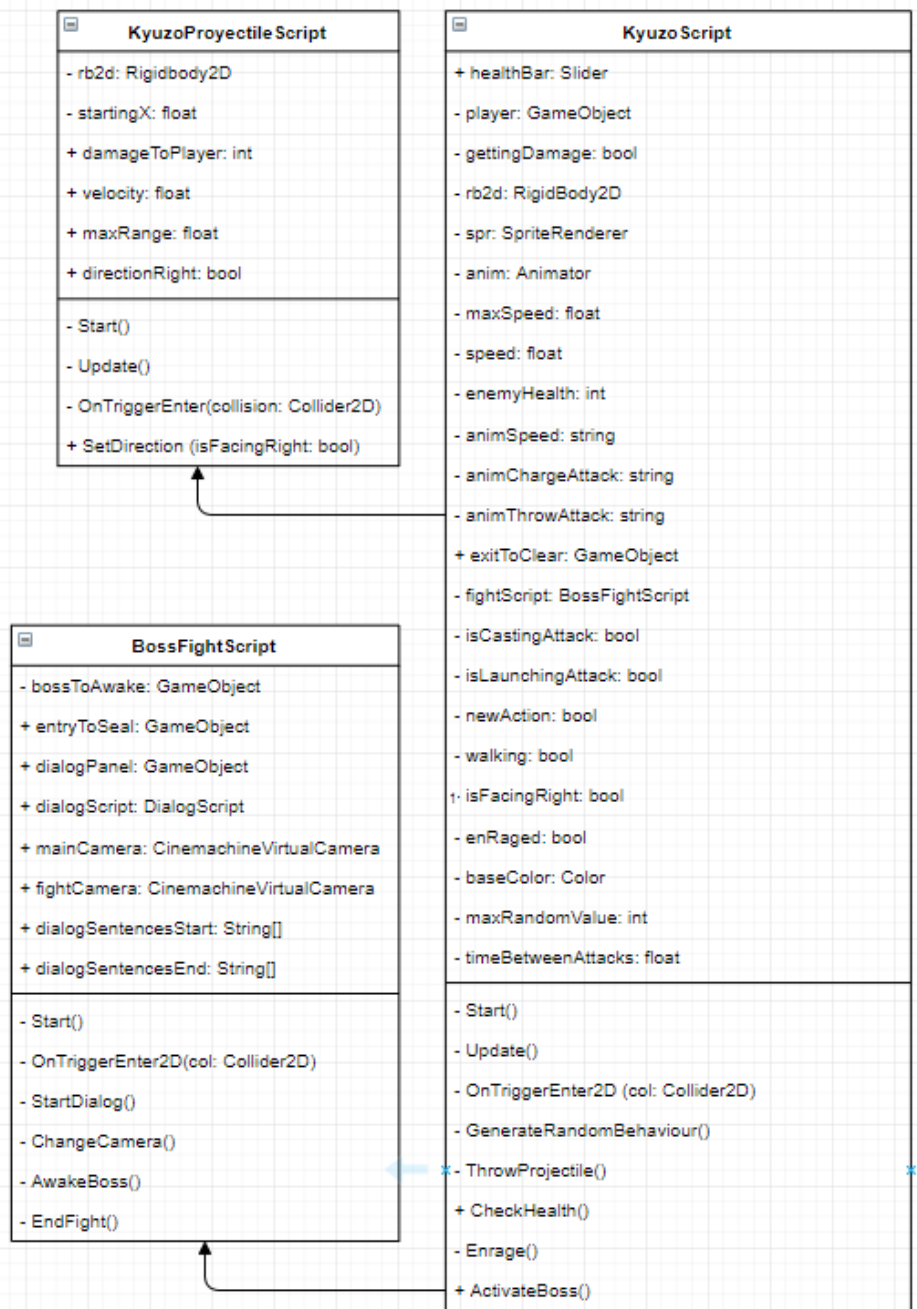 KyuzoProyectileScript
- rb2d: Rigidbody2D
- startingX: float
+ damageToPlayer: int
+ velocity: float
+ maxRange: float
+ directionRight: bool
- Start()
- Update()
- OnTriggerEnter(collision: Collider2D)
+ SetDirection (isFacingRight: bool)
BossFightScript
- bossToAwake: GameObject
+ entryToSeal: GameObject
+ dialogPanel: GameObject
+ dialogScript: DialogScript
+ mainCamera: CinemachineVirtualCamera
+ fightCamera: CinemachineVirtualCamera
+ dialogSentencesStart: String[]
+ dialogSentencesEnd: String[]
- Start()
- OnTriggerEnter2D(col: Collider2D)
- StartDialog()
- ChangeCamera()
- AwakeBoss()
- EndFight()
KyuzoScript
+ healthBar: Slider
- player: GameObject
- gettingDamage: bool
- rb2d: RigidBody2D
- spr: SpriteRenderer
- anim: Animator
- maxSpeed: float
- speed: float
- enemyHealth: int
- animSpeed: string
- animChargeAttack: string
- animThrowAttack: string
+ exitToClear: GameObject
- fightScript: BossFightScript
- isCastingAttack: bool
- isLaunchingAttack: bool
- newAction: bool
- walking: bool
1- isFacingRight: bool
- enRaged: bool
- baseColor: Color
- maxRandomValue: int
- timeBetweenAttacks: float
- Start()
- Update()
- OnTriggerEnter2D (col: Collider2D)
- GenerateRandomBehaviour()
- ThrowProjectile()
+ CheckHealth()
- Enrage()
+ ActivateBoss()